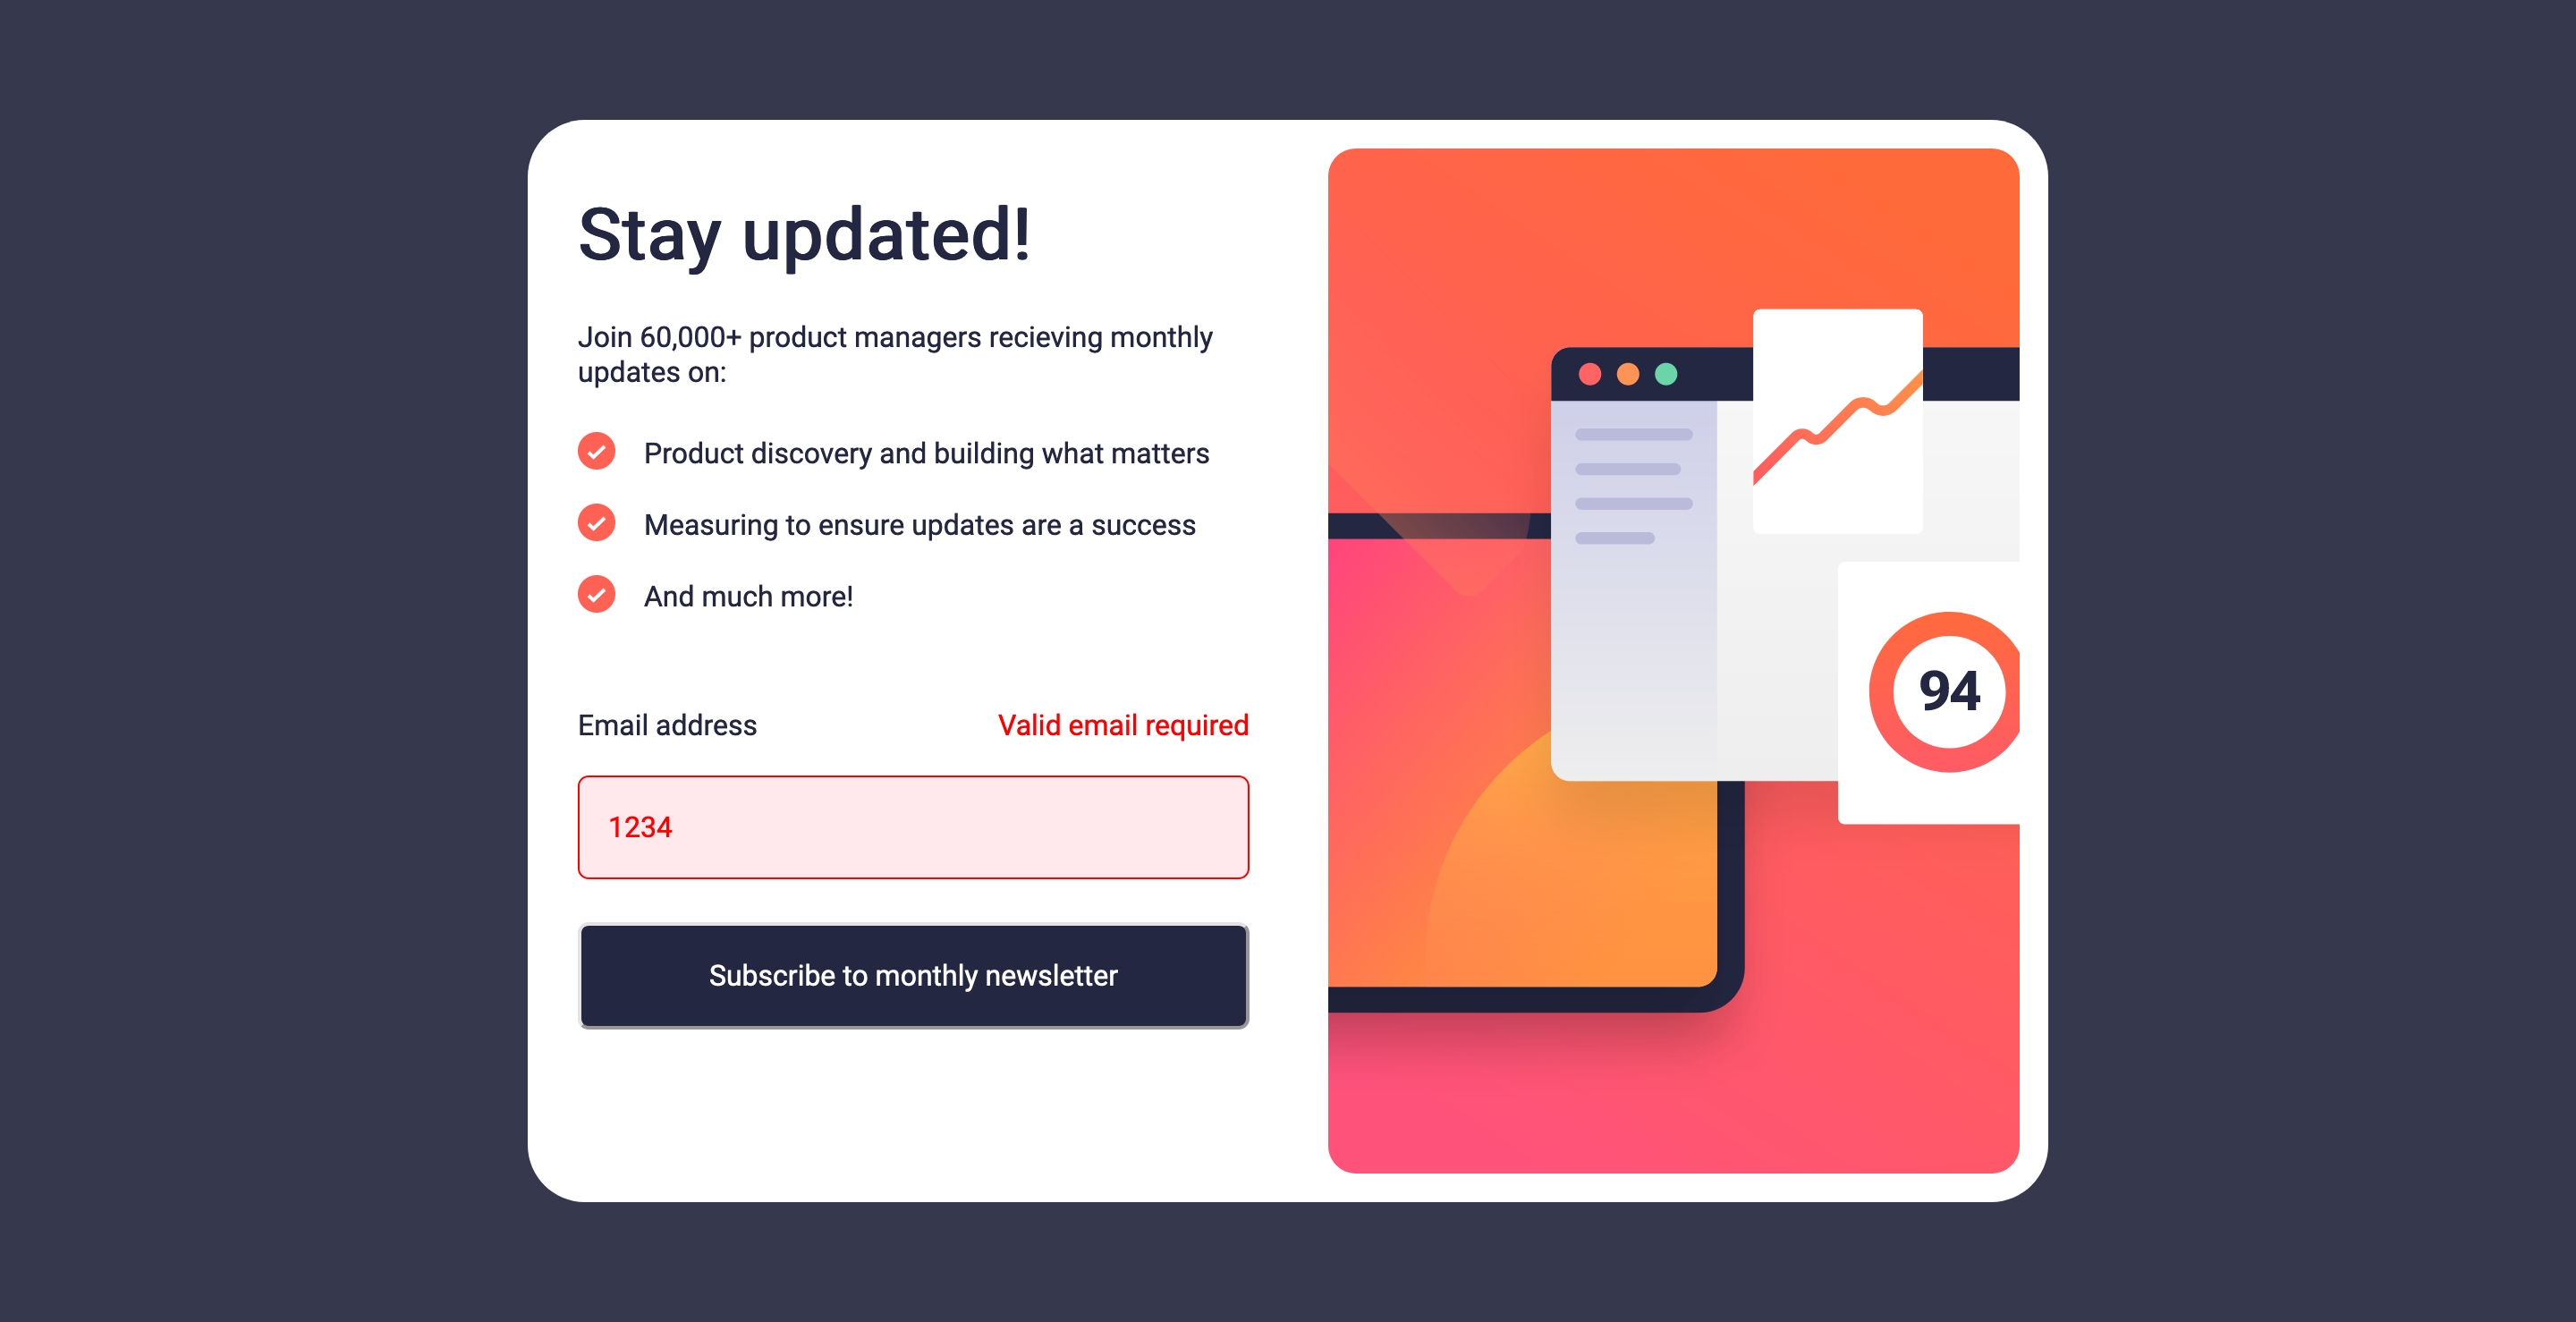 Stay updated!
Join 60,000+ product managers recieving monthly
updates on:
Product discovery and building what matters
Measuring to ensure updates are a success
And much more!
Email address
Valid email required
1234
Subscribe to monthly newsletter
94